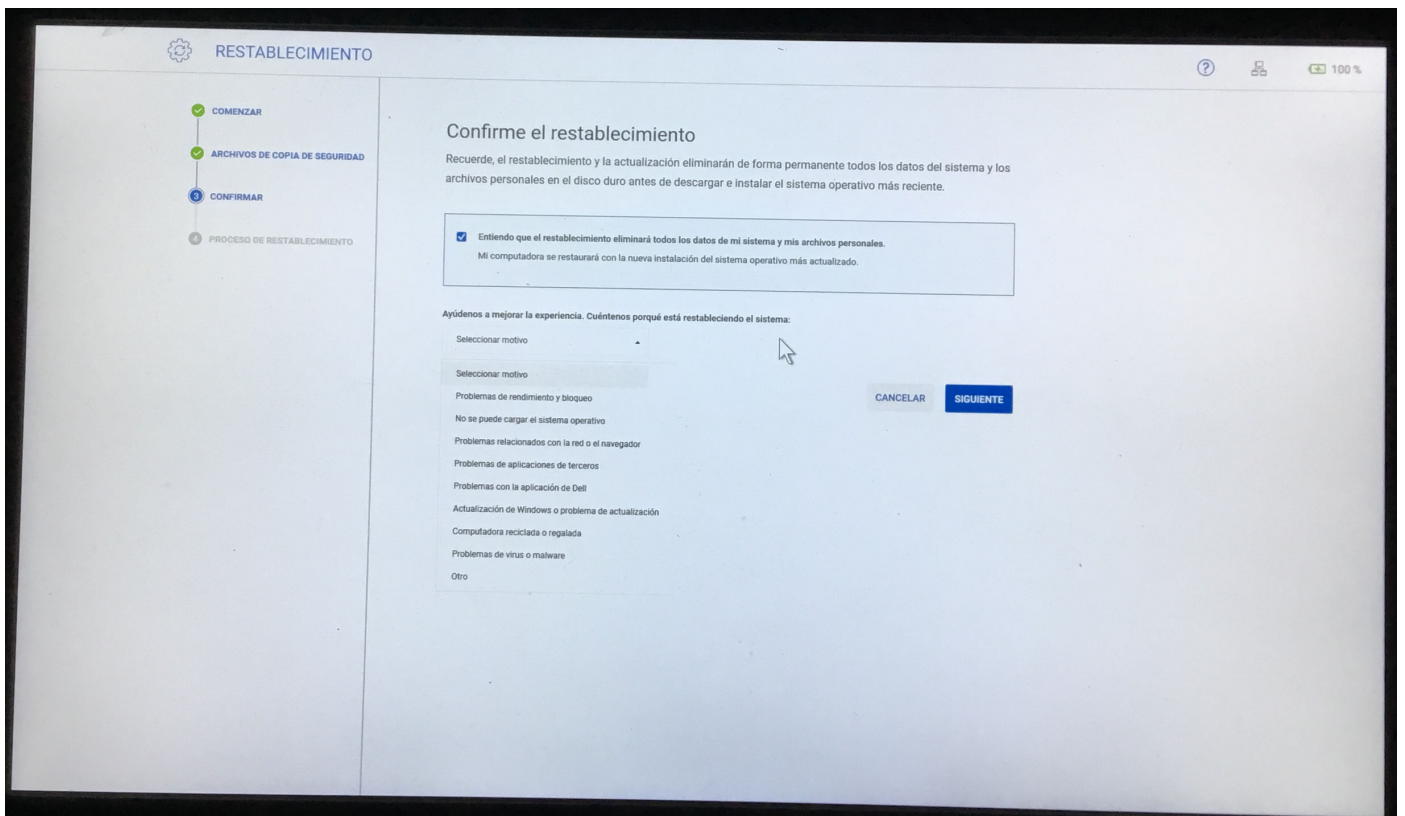 RESTABLECIMIENTO
100 %
COMENZAR
ARCHIVOS DE COPIA DE SEGURIDAD
3 CONFIRMAR
4 PROCESO DE RESTABLECIMIENTO
Confirme el restablecimiento
Recuerde, el restablecimiento y la actualización eliminarán de forma permanente todos los datos del sistema y los
archivos personales en el disco duro antes de descargar e instalar el sistema operativo más reciente.
Entiendo que el restablecimiento eliminará todos los datos de mi sistema y mis archivos personales.
Mi computadora se restaurará con la nueva instalación del sistema operativo más actualizado.
Ayúdenos a mejorar la experiencia. Cuéntenos porqué está restableciendo el sistema:
Seleccionar motivo
Seleccionar motivo
Problemas de rendimiento y bloqueo
No se puede cargar el sistema operativo
Problemas relacionados con la red o el navegador
Problemas de aplicaciones de terceros
Problemas con la aplicación de Dell
Actualización de Windows o problema de actualización
Computadora reciclada o regalada
Problemas de virus o malware
Otro
CANCELAR
SIGUIENTE